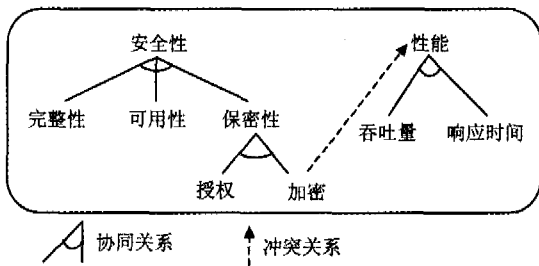 安全性 性能
完整性 可用性 保密性 吞吐量 响应时间
授权 加密
协同关系 冲突关系